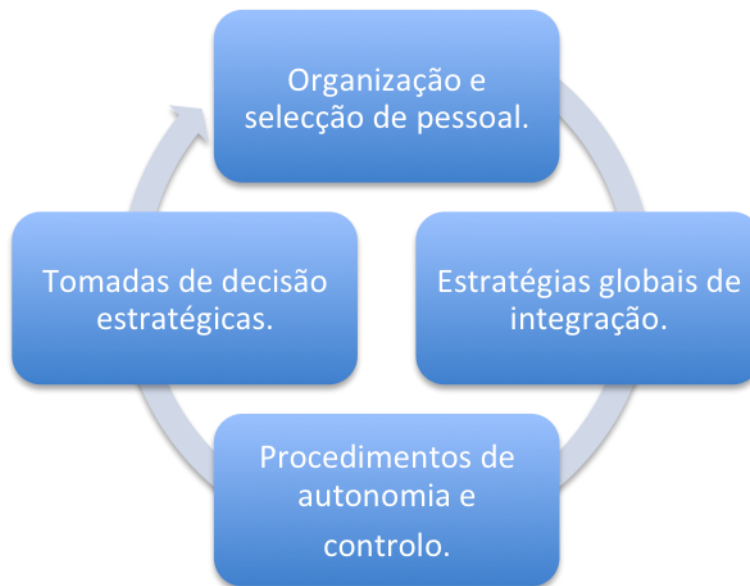 Organização e
selecção de pessoal.
Tomadas de decisão
estratégicas.
Estratégias globais de
integração.
Procedimentos de
autonomia e
controlo.